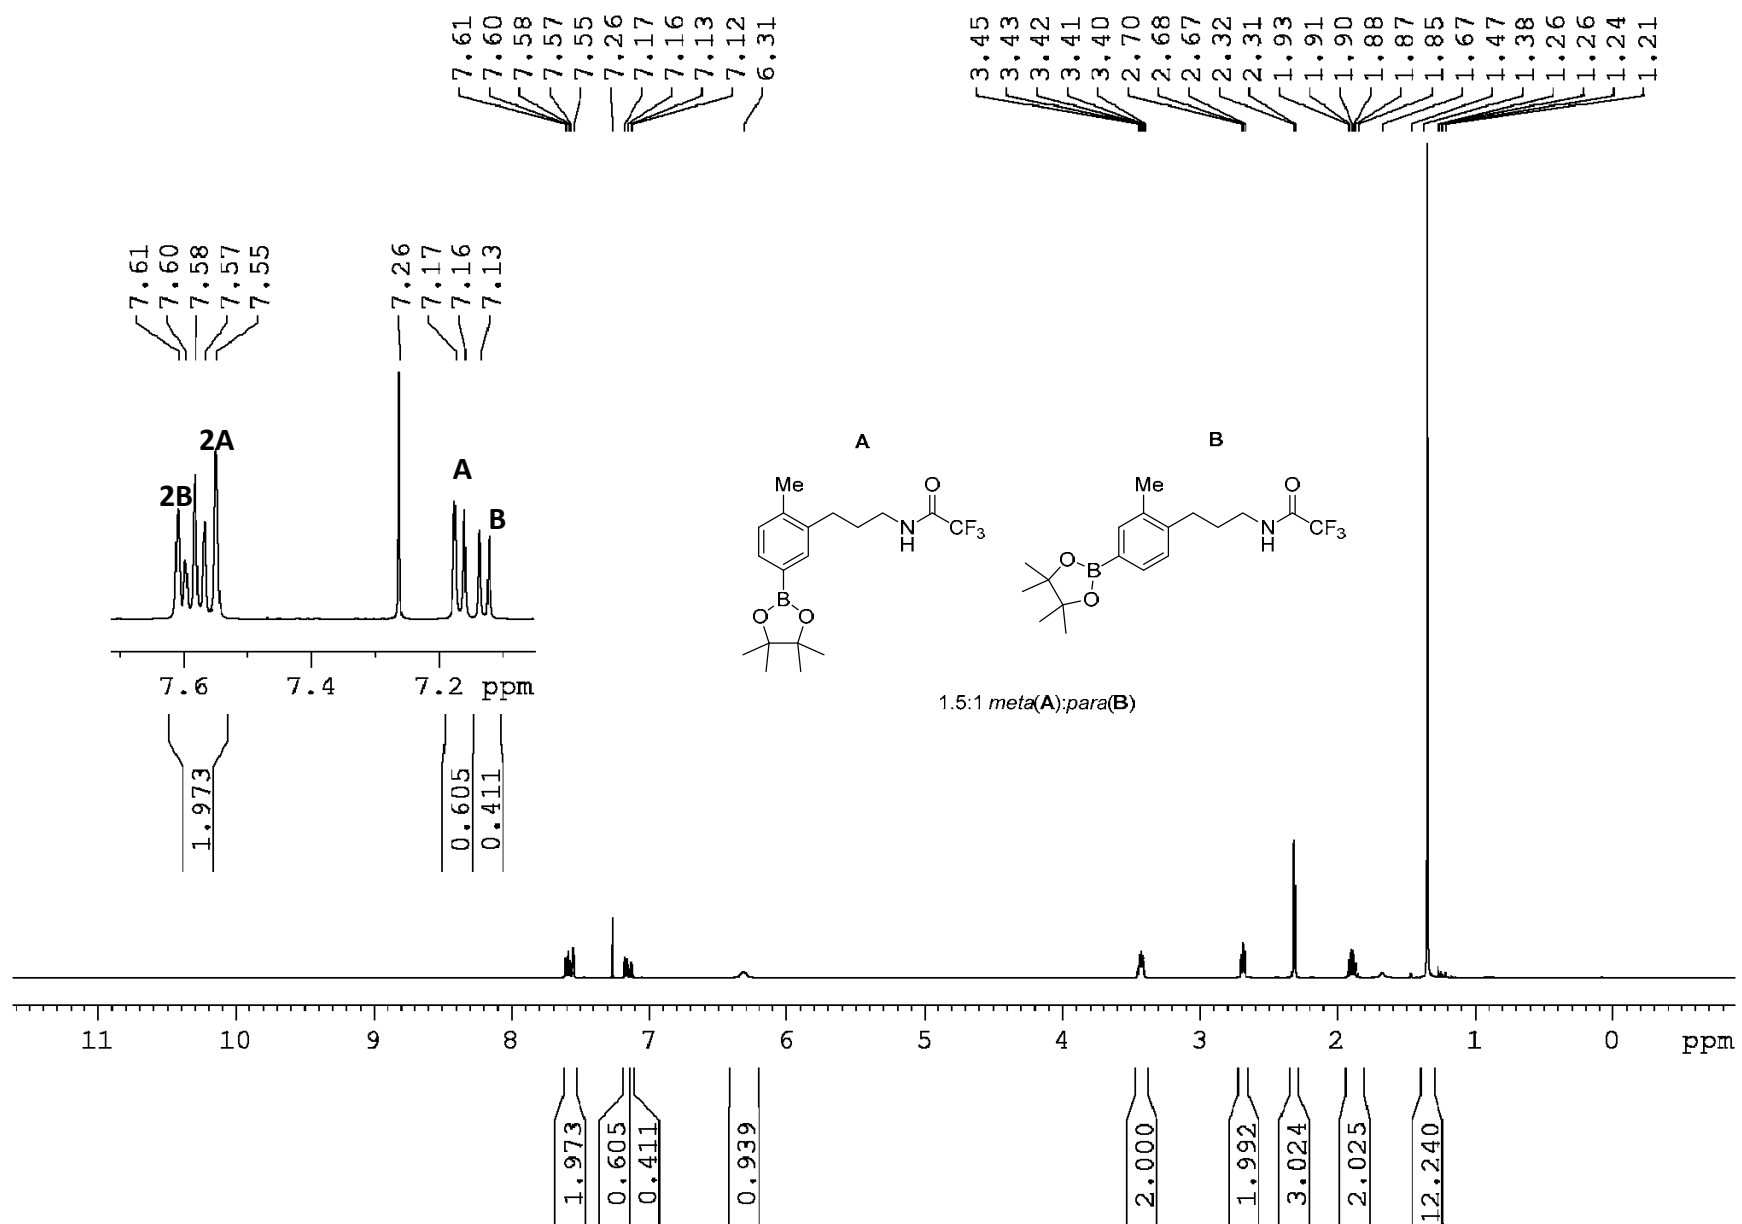 7.61 7.60 7.58 7.57 7.55 7.26 7.17 7.16 7.13 7.12 6.31
3.45 3.43 3.42 3.41 3.40 2.70 2.68 2.67 2.32 2.31 1.93 1.91 1.90 1.88 1.87 1.85 1.67 1.47 1.38 1.26 1.26 1.24 1.21
7.61 7.60 7.58 7.57 7.55 7.26 7.17 7.16 7.13
2A
2B
A
B
7.6 7.4 7.2 ppm
1.973 0.605 0.411
A
Me
O
N
H
CF3
B
O O
B
Me
O
N
H
CF3
O
B
O
1.5:1 meta(A):para(B)
11 10 9 8 7 6 5 4 3 2 1 0 ppm
1.973 0.605 0.411 0.939 2.000 1.992 3.024 2.025 12.240